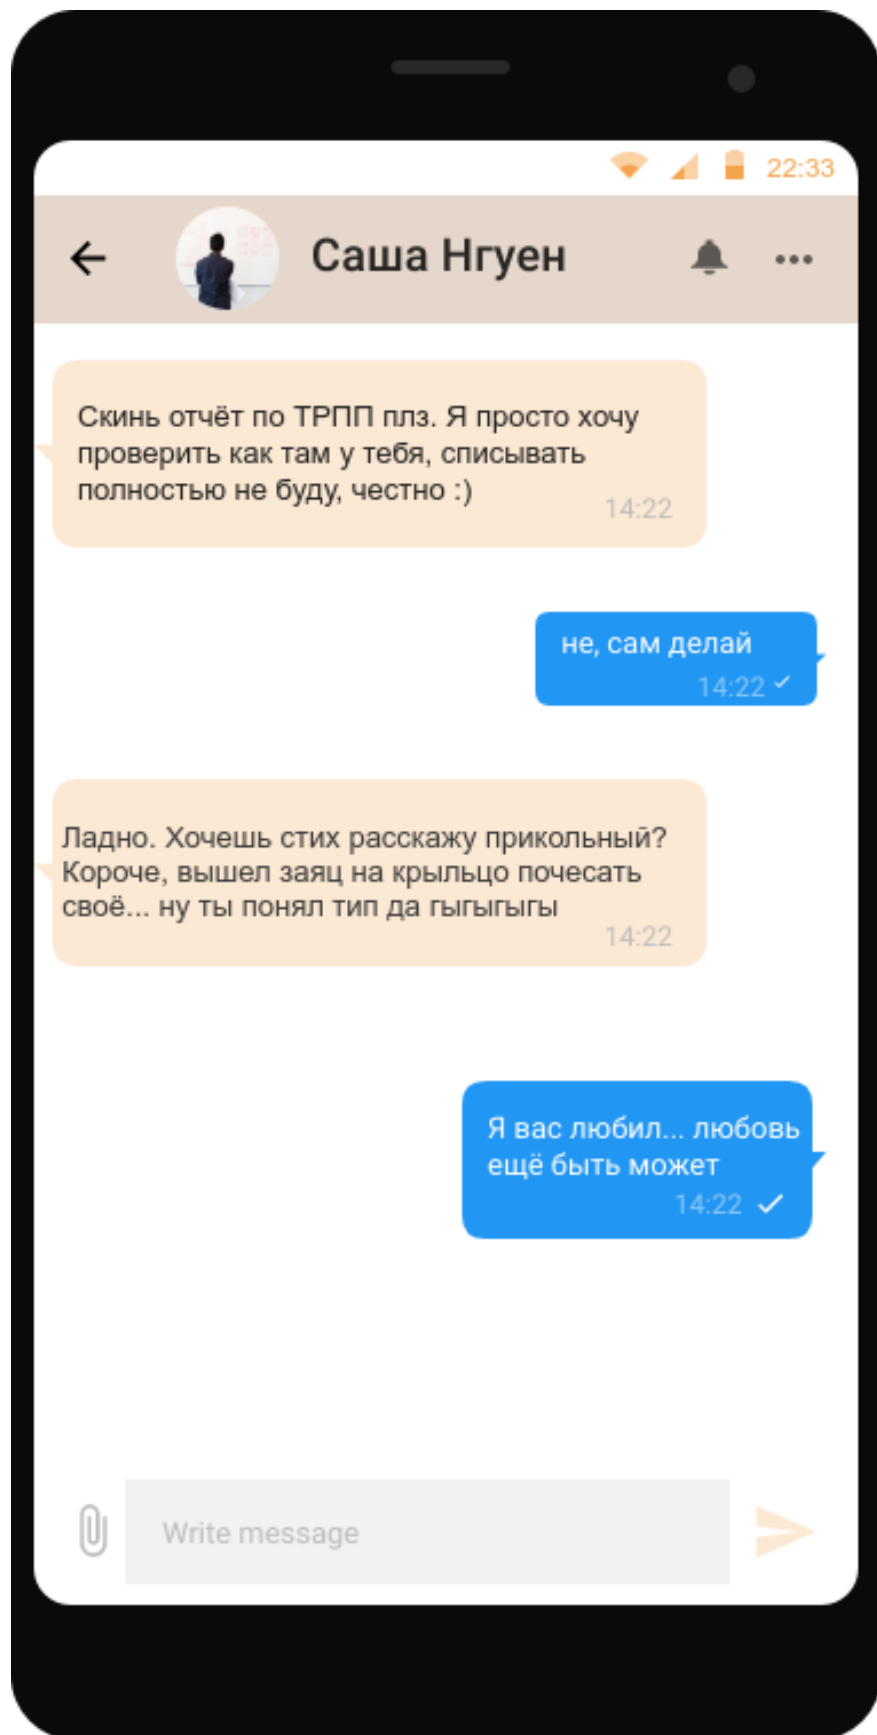 22:33
Саша Нгуен
Скинь отчёт по ТРПП плз. Я просто хочу
проверить как там у тебя, списывать
полностью не буду, честно :)
14:22
не, сам делай
14:22
Ладно. Хочешь стих расскажу прикольный?
Короче, вышел заяц на крыльцо почесать
своё... ну ты понял тип да гыгыгыгы
14:22
Я вас любил... любовь
ещё быть может
14:22
Write message